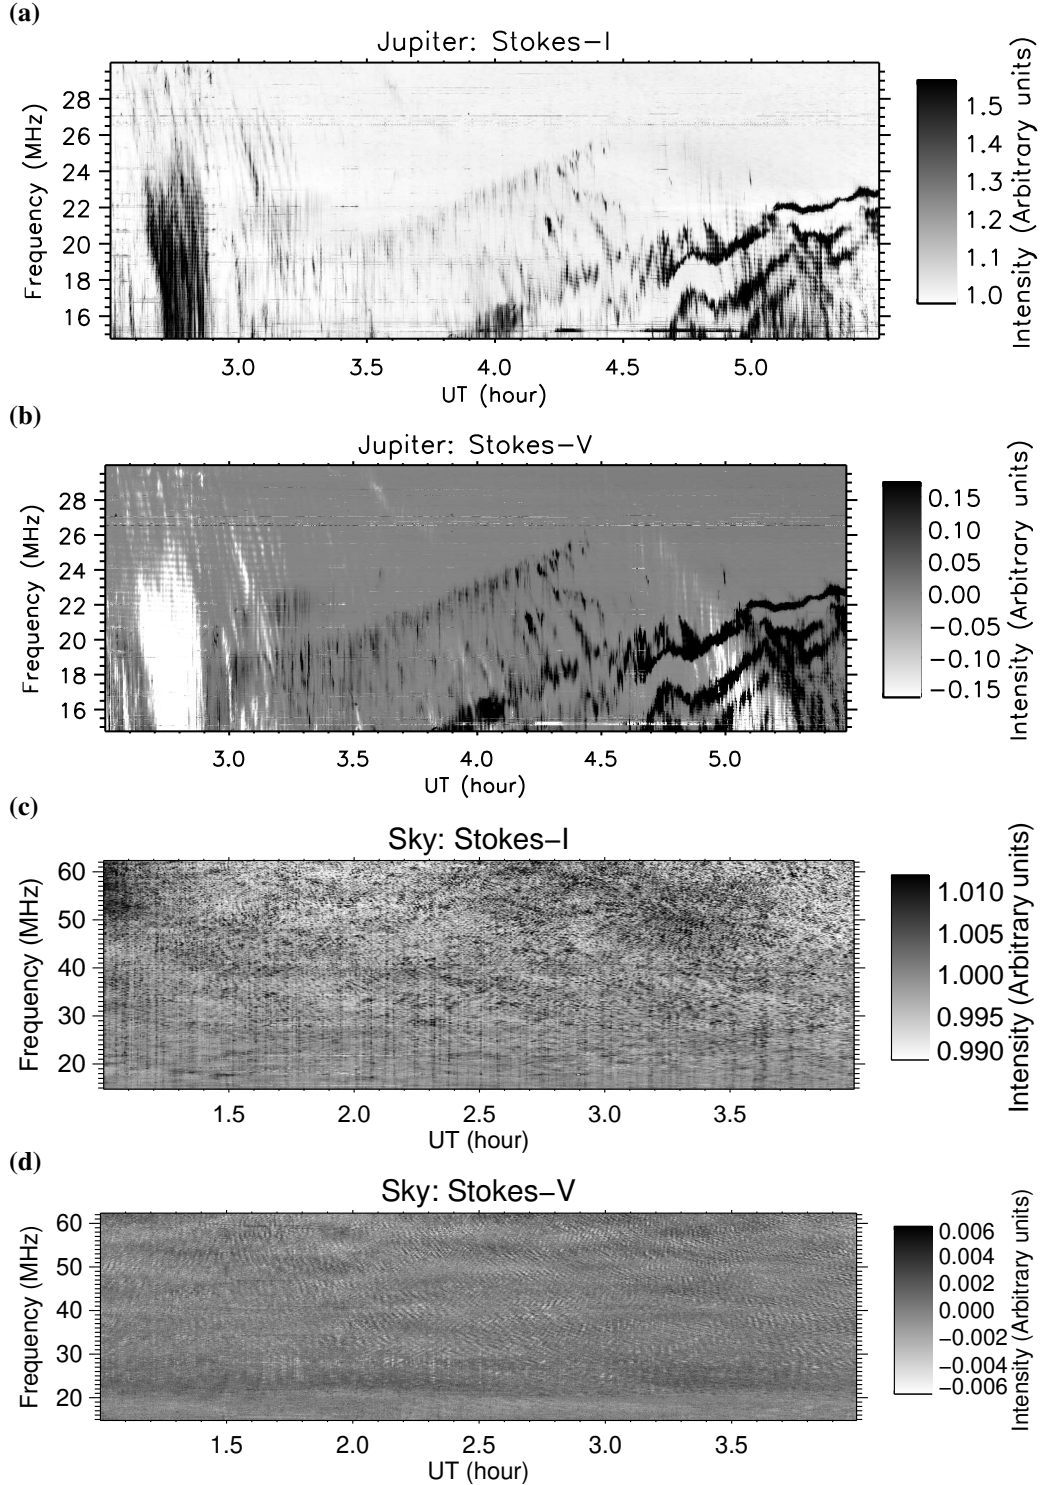 (a)
Jupiter: Stokes−I
Frequency (MHz)
28
26
24
22
20
18
16
3.0 3.5 4.0 4.5 5.0
UT (hour)
1.5
1.4
1.3
1.2
1.1
1.0
Intensity (Arbitrary units)
(b)
Jupiter: Stokes−V
Frequency (MHz)
28
26
24
22
20
18
16
3.0 3.5 4.0 4.5 5.0
UT (hour)
0.15
0.10
0.05
0.00
−0.05
−0.10
−0.15
Intensity (Arbitrary units)
(c)
Sky: Stokes−I
Frequency (MHz)
60
50
40
30
20
1.5 2.0 2.5 3.0 3.5
UT (hour)
1.010
1.005
1.000
0.995
0.990
Intensity (Arbitrary units)
(d)
Sky: Stokes−V
Frequency (MHz)
60
50
40
30
20
1.5 2.0 2.5 3.0 3.5
UT (hour)
0.006
0.004
0.002
0.000
−0.002
−0.004
−0.006
Intensity (Arbitrary units)